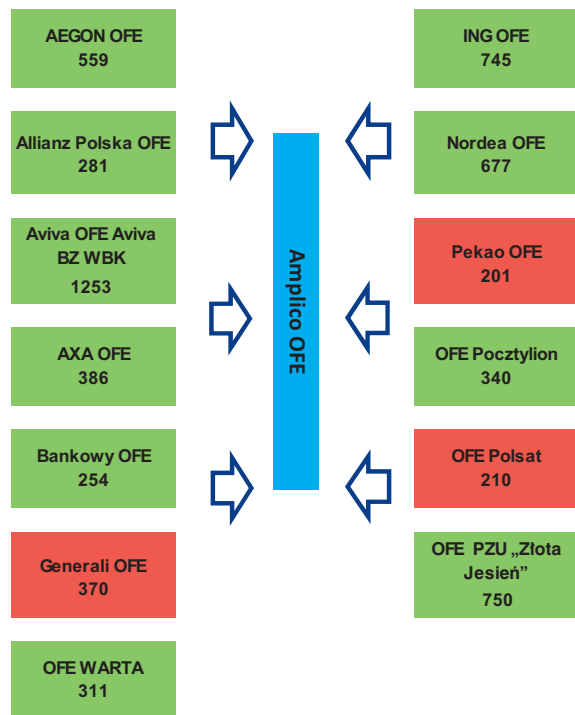 AEGON OFE
559
Allianz Polska OFE
281
Aviva OFE Aviva
BZ WBK
1253
AXA OFE
386
Bankowy OFE
254
Generali OFE
370
OFE WARTA
311
Amplico OFE
ING OFE
745
Nordea OFE
677
Pekao OFE
201
OFE Pocztylion
340
OFE Polsat
210
OFE PZU „Złota
Jesień”
750